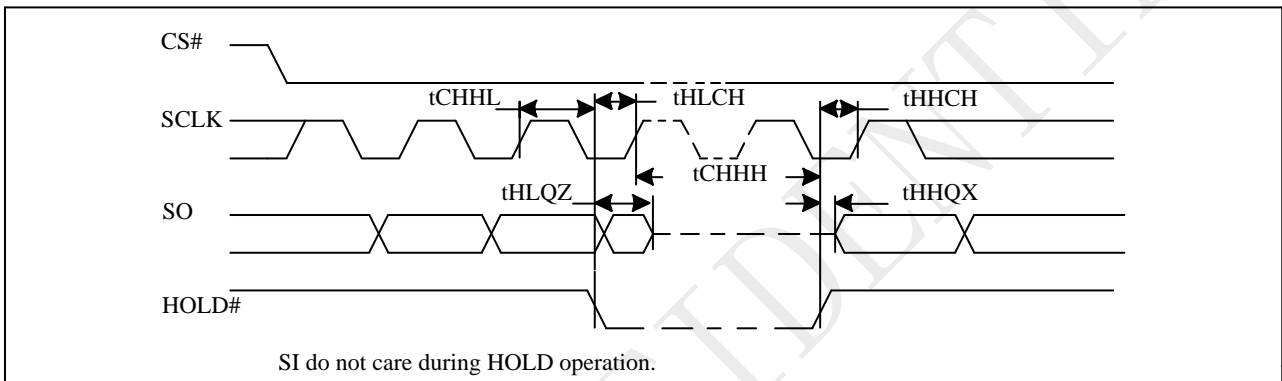 CS#
tCHHL
tHLCH
tHHCH
SCLK
tCHHH
tHLQZ
tHHQX
SO
HOLD#
SI do not care during HOLD operation.